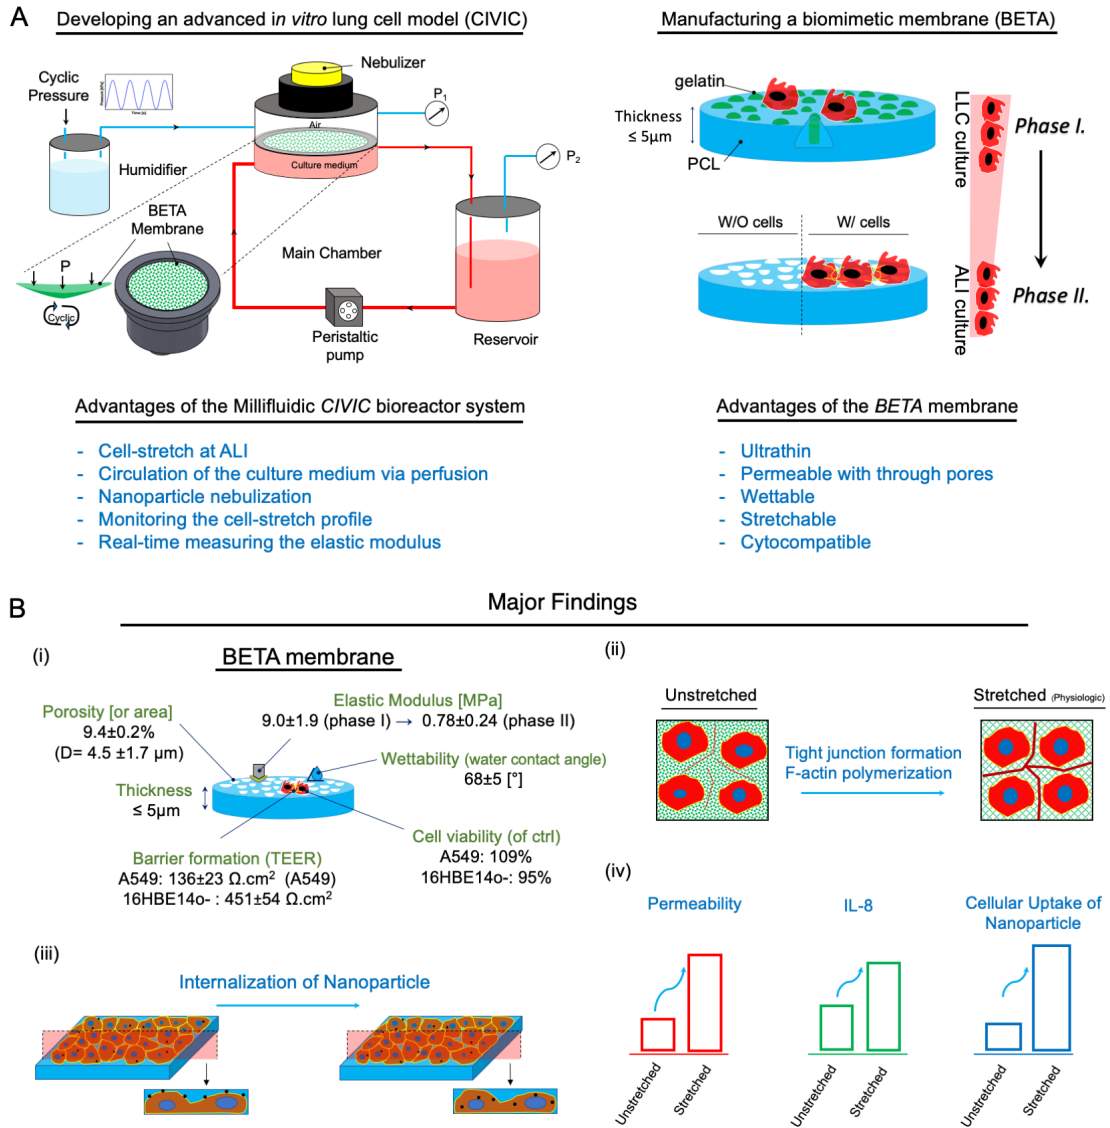 A
Developing an advanced in vitro lung cell model (CIVIC)
Manufacturing a biomimetic membrane (BETA)
Nebulizer
Cyclic
Pressure
Pressure [kPa]
Time [s]
P1
Air
Culture medium
Humidifier
P2
BETA
Membrane
P
Cyclic
Main Chamber
Peristaltic
pump
Reservoir
gelatin
Thickness
≤ 5μm
PCL
LLC culture
Phase I.
W/O cells
W/ cells
ALI culture
Phase II.
Advantages of the Millifluidic CIVIC bioreactor system
- Cell-stretch at ALI
- Circulation of the culture medium via perfusion
- Nanoparticle nebulization
- Monitoring the cell-stretch profile
- Real-time measuring the elastic modulus
Advantages of the BETA membrane
- Ultrathin
- Permeable with through pores
- Wettable
- Stretchable
- Cytocompatible
B
Major Findings
(i)
BETA membrane
Porosity [or area]
9.4±0.2%
(D= 4.5 ±1.7 μm)
Elastic Modulus [MPa]
9.0±1.9 (phase I) → 0.78±0.24 (phase II)
Wettability (water contact angle)
68±5 [°]
Thickness
≤ 5μm
Cell viability (of ctrl)
A549: 109%
16HBE14o-: 95%
Barrier formation (TEER)
A549: 136±23 Ω.cm² (A549)
16HBE14o- : 451±54 Ω.cm²
(ii)
Unstretched
Stretched (Physiologic)
Tight junction formation
F-actin polymerization
(iii)
Internalization of Nanoparticle
(iv)
Permeability
IL-8
Cellular Uptake of
Nanoparticle
Unstretched
Stretched
Unstretched
Stretched
Unstretched
Stretched